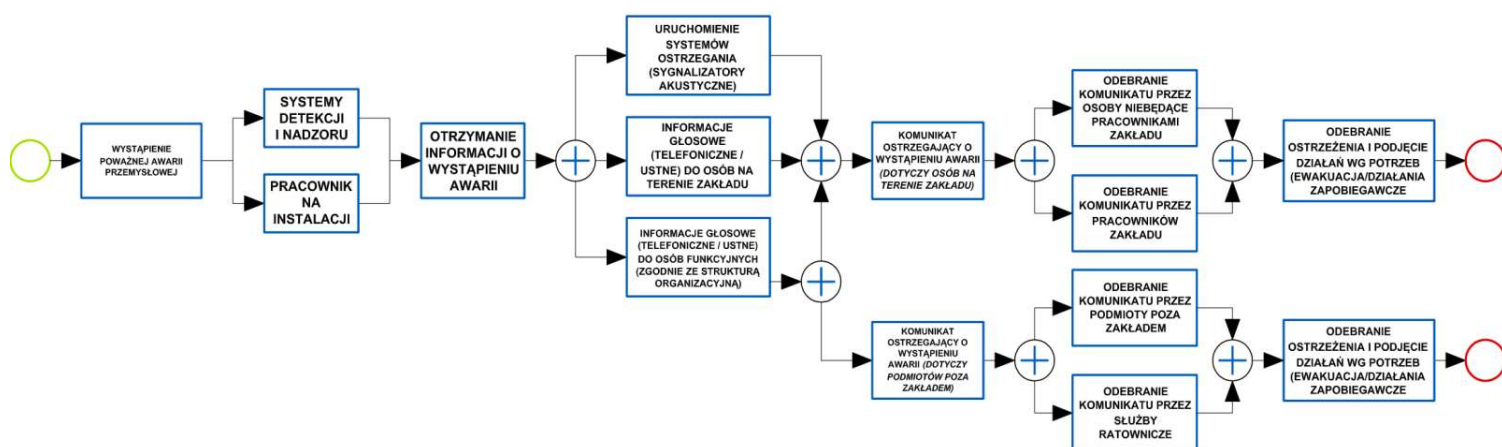 WYSTĄPIENIE
POWAŻNEJ AWARII
PRZEMYSŁOWEJ
SYSTEMY
DETEKCJI
I NADZORU
PRACOWNIK
NA
INSTALACJI
OTRZYMANIE
INFORMACJI O
WYSTĄPIENIU
AWARII
URUCHOMIENIE
SYSTEMÓW
OSTRZEGANIA
(SYGNALIZATORY
AKUSTYCZNE)
INFORMACJE
GŁOSOWE
(TELEFONICZNE /
USTNE) DO OSÓB NA
TERENIE ZAKŁADU
INFORMACJE GŁOSOWE
(TELEFONICZNE / USTNE)
DO OSÓB FUNKCYJNYCH
(ZGODNIE ZE STRUKTURĄ
ORGANIZACYJNĄ)
KOMUNIKAT
OSTRZEGAJĄCY O
WYSTĄPIENIU AWARII
(DOTYCZY OSÓB NA
TERENIE ZAKŁADU)
ODEBRANIE
KOMUNIKATU PRZEZ
OSOBY NIEBĘDĄCE
PRACOWNIKAMI
ZAKŁADU
ODEBRANIE
KOMUNIKATU PRZEZ
PRACOWNIKÓW
ZAKŁADU
ODEBRANIE
OSTRZEŻENIA I PODJĘCIE
DZIAŁAŃ WG POTRZEB
(EWAKUACJA/DZIAŁANIA
ZAPOBIEGAWCZE
KOMUNIKAT
OSTRZEGAJĄCY O
WYSTĄPIENIU
AWARII (DOTYCZY
PODMIOTÓW POZA
ZAKŁADEM)
ODEBRANIE
KOMUNIKATU PRZEZ
PODMIOTY POZA
ZAKŁADEM
ODEBRANIE
KOMUNIKATU PRZEZ
SŁUŻBY
RATOWNICZE
ODEBRANIE
OSTRZEŻENIA I PODJĘCIE
DZIAŁAŃ WG POTRZEB
(EWAKUACJA/DZIAŁANIA
ZAPOBIEGAWCZE